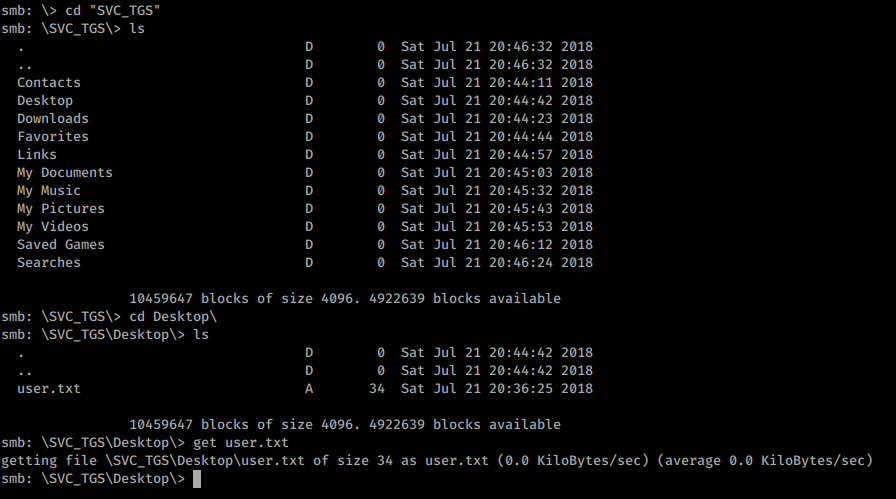 smb: \> cd "SVC_TGS"
smb: \SVC_TGS\> ls
  .                                   D        0  Sat Jul 21 20:46:32 2018
  ..                                  D        0  Sat Jul 21 20:46:32 2018
  Contacts                            D        0  Sat Jul 21 20:44:11 2018
  Desktop                             D        0  Sat Jul 21 20:44:42 2018
  Downloads                           D        0  Sat Jul 21 20:44:23 2018
  Favorites                           D        0  Sat Jul 21 20:44:44 2018
  Links                               D        0  Sat Jul 21 20:44:57 2018
  My Documents                        D        0  Sat Jul 21 20:45:03 2018
  My Music                            D        0  Sat Jul 21 20:45:32 2018
  My Pictures                         D        0  Sat Jul 21 20:45:43 2018
  My Videos                           D        0  Sat Jul 21 20:45:53 2018
  Saved Games                         D        0  Sat Jul 21 20:46:12 2018
  Searches                            D        0  Sat Jul 21 20:46:24 2018
                10459647 blocks of size 4096. 4922639 blocks available
smb: \SVC_TGS\> cd Desktop\
smb: \SVC_TGS\Desktop\> ls
  .                                   D        0  Sat Jul 21 20:44:42 2018
  ..                                  D        0  Sat Jul 21 20:44:42 2018
  user.txt                            A       34  Sat Jul 21 20:36:25 2018
                10459647 blocks of size 4096. 4922639 blocks available
smb: \SVC_TGS\Desktop\> get user.txt
getting file \SVC_TGS\Desktop\user.txt of size 34 as user.txt (0.0 KiloBytes/sec) (average 0.0 KiloBytes/sec)
smb: \SVC_TGS\Desktop\>